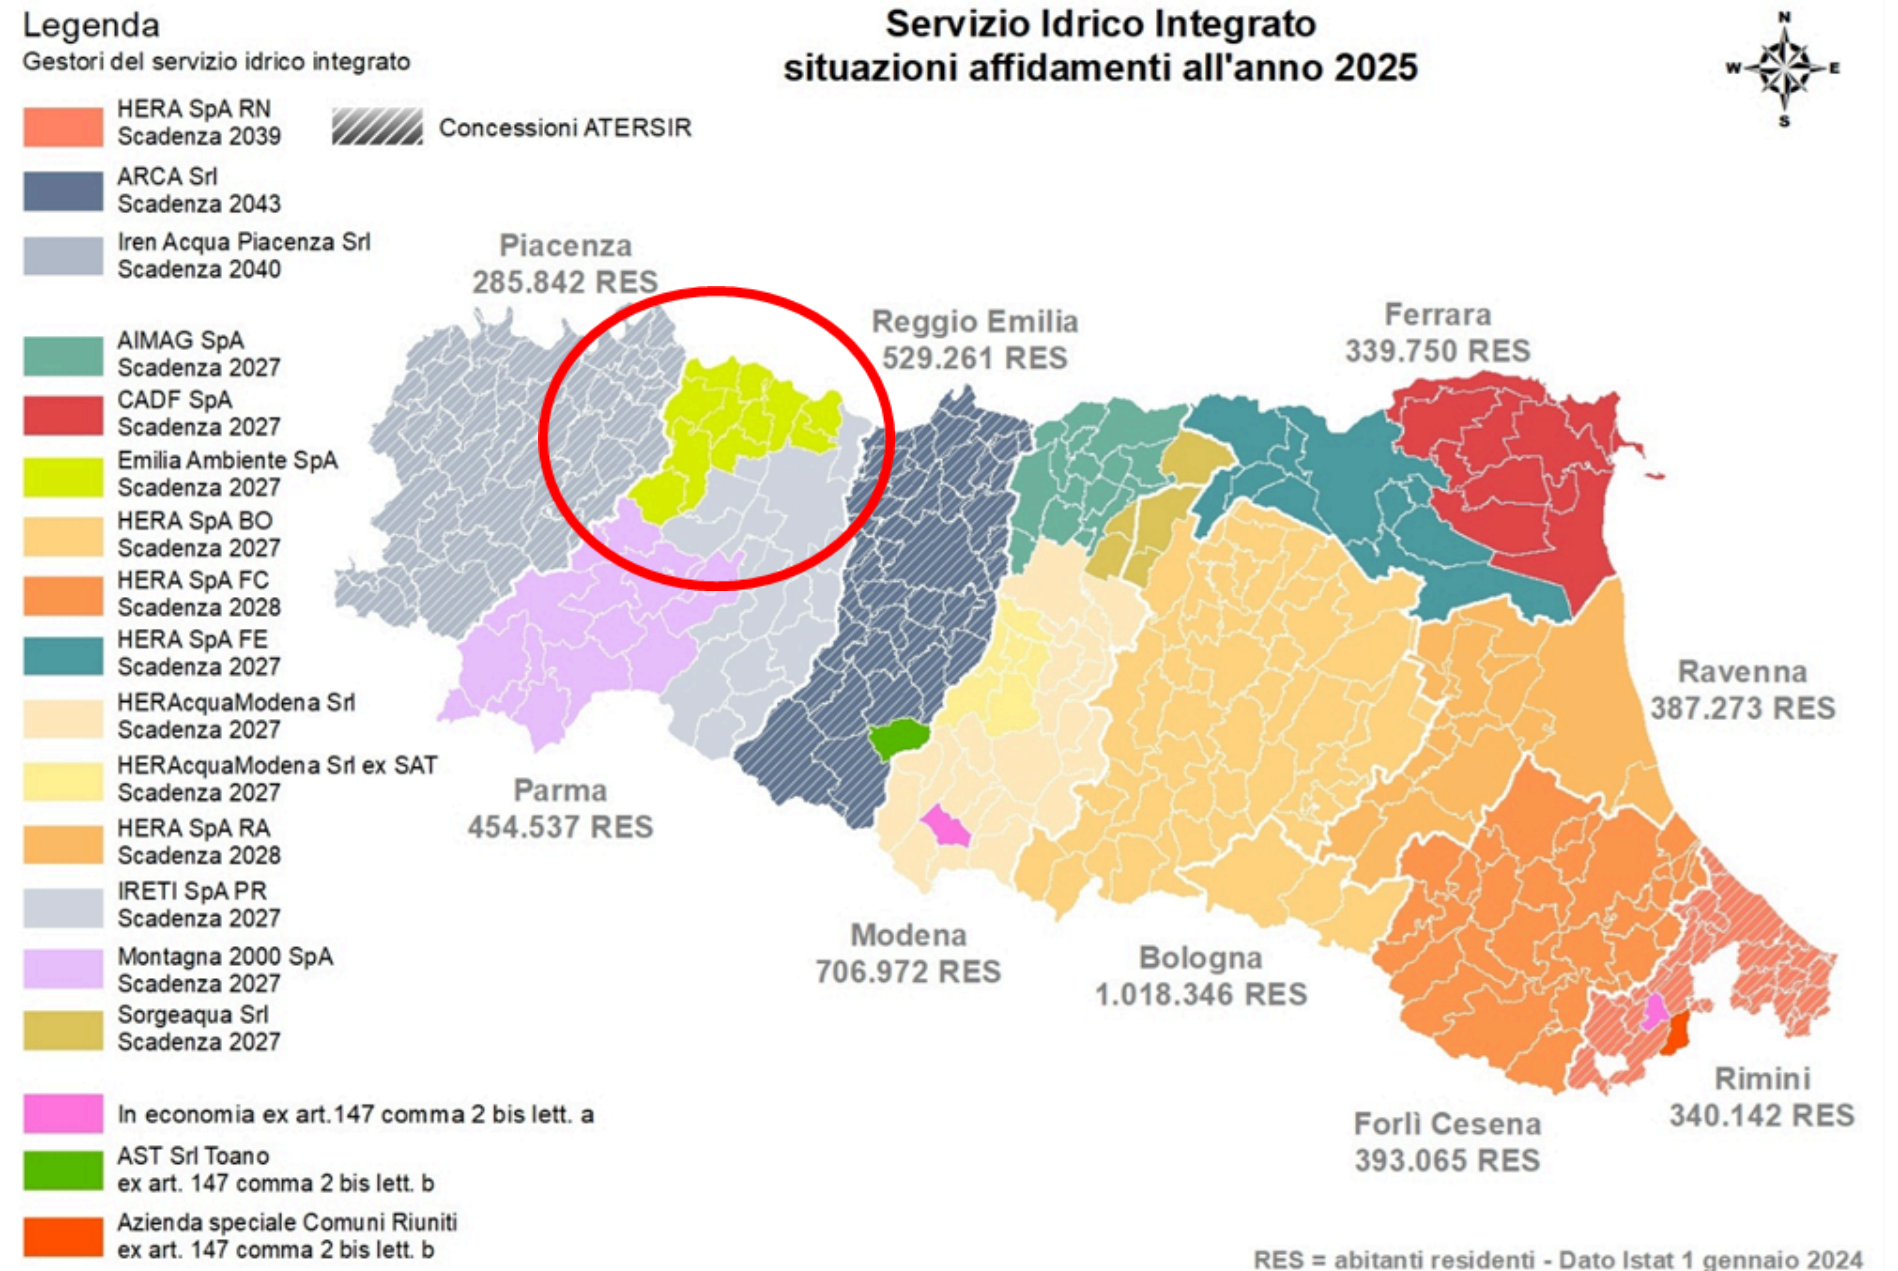 Legenda
Gestori del servizio idrico integrato
HERA SpA RN
Scadenza 2039
Concessioni ATERSIR
ARCA Srl
Scadenza 2043
Iren Acqua Piacenza Srl
Scadenza 2040
AIMAG SpA
Scadenza 2027
CADF SpA
Scadenza 2027
Emilia Ambiente SpA
Scadenza 2027
HERA SpA BO
Scadenza 2027
HERA SpA FC
Scadenza 2028
HERA SpA FE
Scadenza 2027
HERAcquaModena Srl
Scadenza 2027
HERAcquaModena Srl ex SAT
Scadenza 2027
HERA SpA RA
Scadenza 2028
IRETI SpA PR
Scadenza 2027
Montagna 2000 SpA
Scadenza 2027
Sorgeaqua Srl
Scadenza 2027
In economia ex art.147 comma 2 bis lett. a
AST Srl Toano
ex art. 147 comma 2 bis lett. b
Azienda speciale Comuni Riuniti
ex art. 147 comma 2 bis lett. b
Servizio Idrico Integrato
situazioni affidamenti all'anno 2025
N
W
E
S
Piacenza
285.842 RES
Reggio Emilia
529.261 RES
Ferrara
339.750 RES
Parma
454.537 RES
Modena
706.972 RES
Bologna
1.018.346 RES
Ravenna
387.273 RES
Forlì Cesena
393.065 RES
Rimini
340.142 RES
RES = abitanti residenti - Dato Istat 1 gennaio 2024